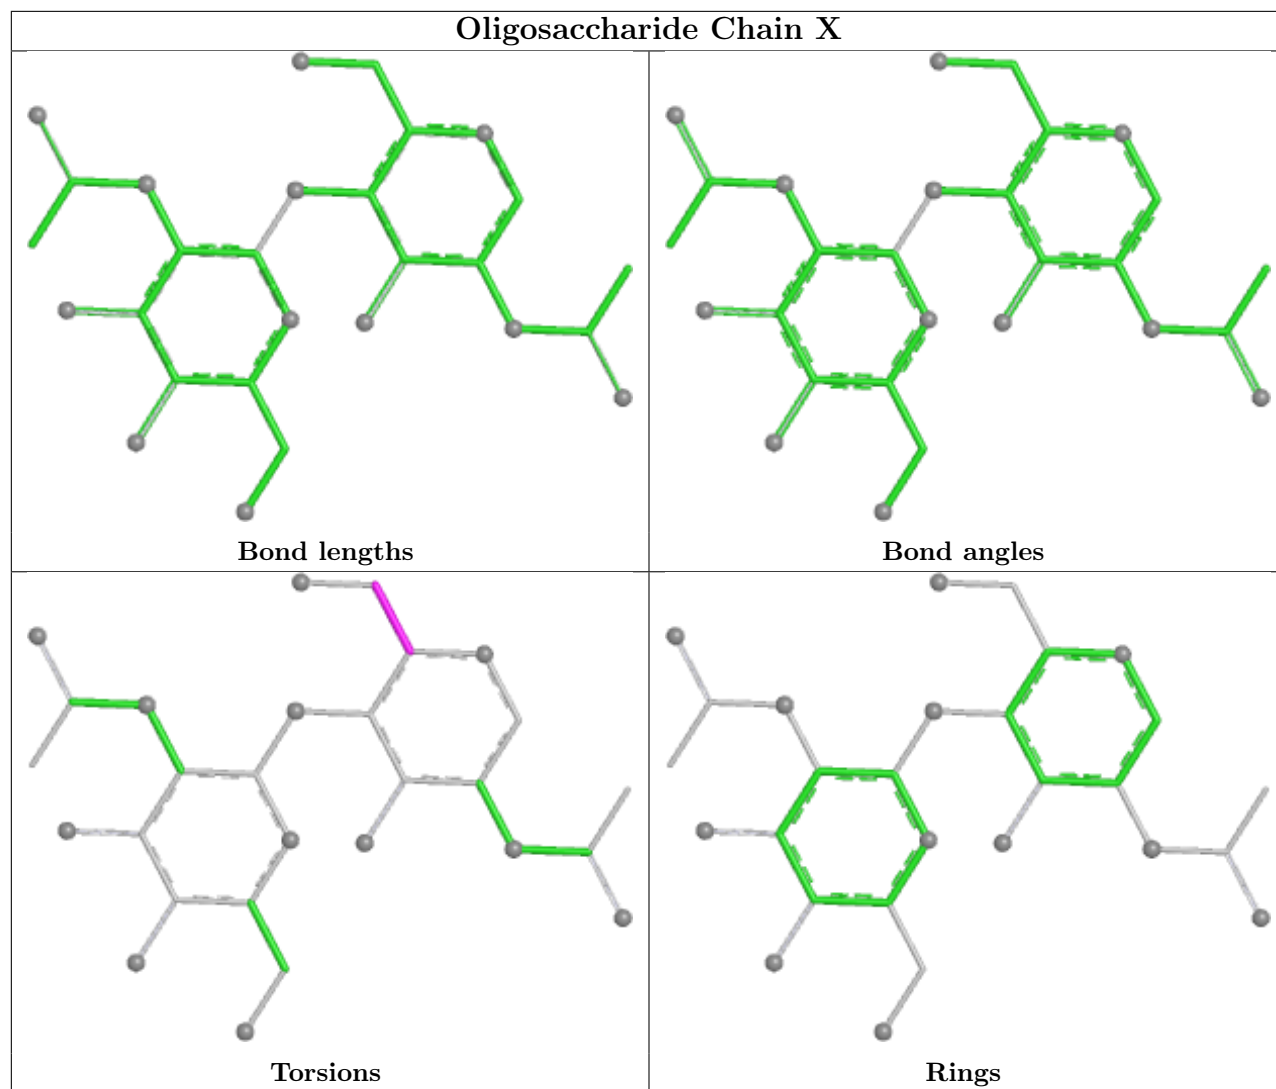 Oligosaccharide Chain X
Bond lengths
Bond angles
Torsions
Rings